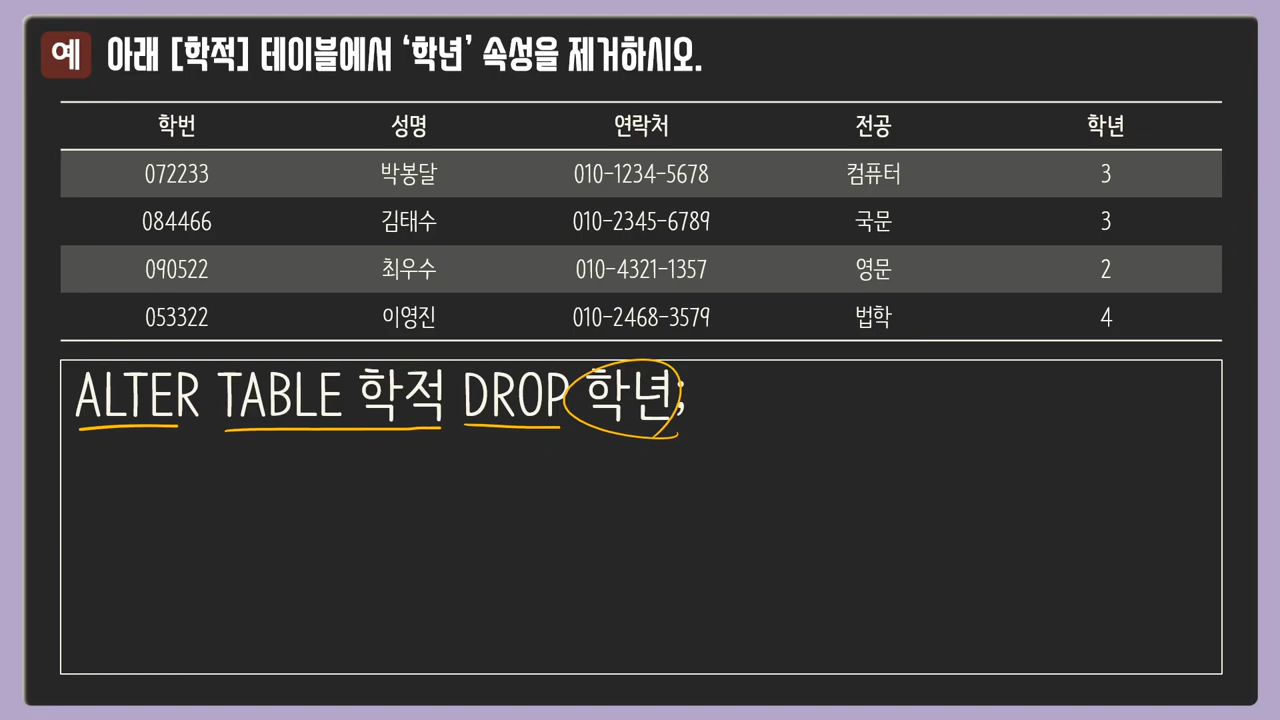 예 아래 [학적] 테이블에서 ‘학년’ 속성을 제거하시오.
학번 성명 연락처 전공 학년
072233 박봉달 010-1234-5678 컴퓨터 3
084466 김태수 010-2345-6789 국문 3
090522 최우수 010-4321-1357 영문 2
053322 이영진 010-2468-3579 법학 4
ALTER TABLE 학적 DROP 학년;